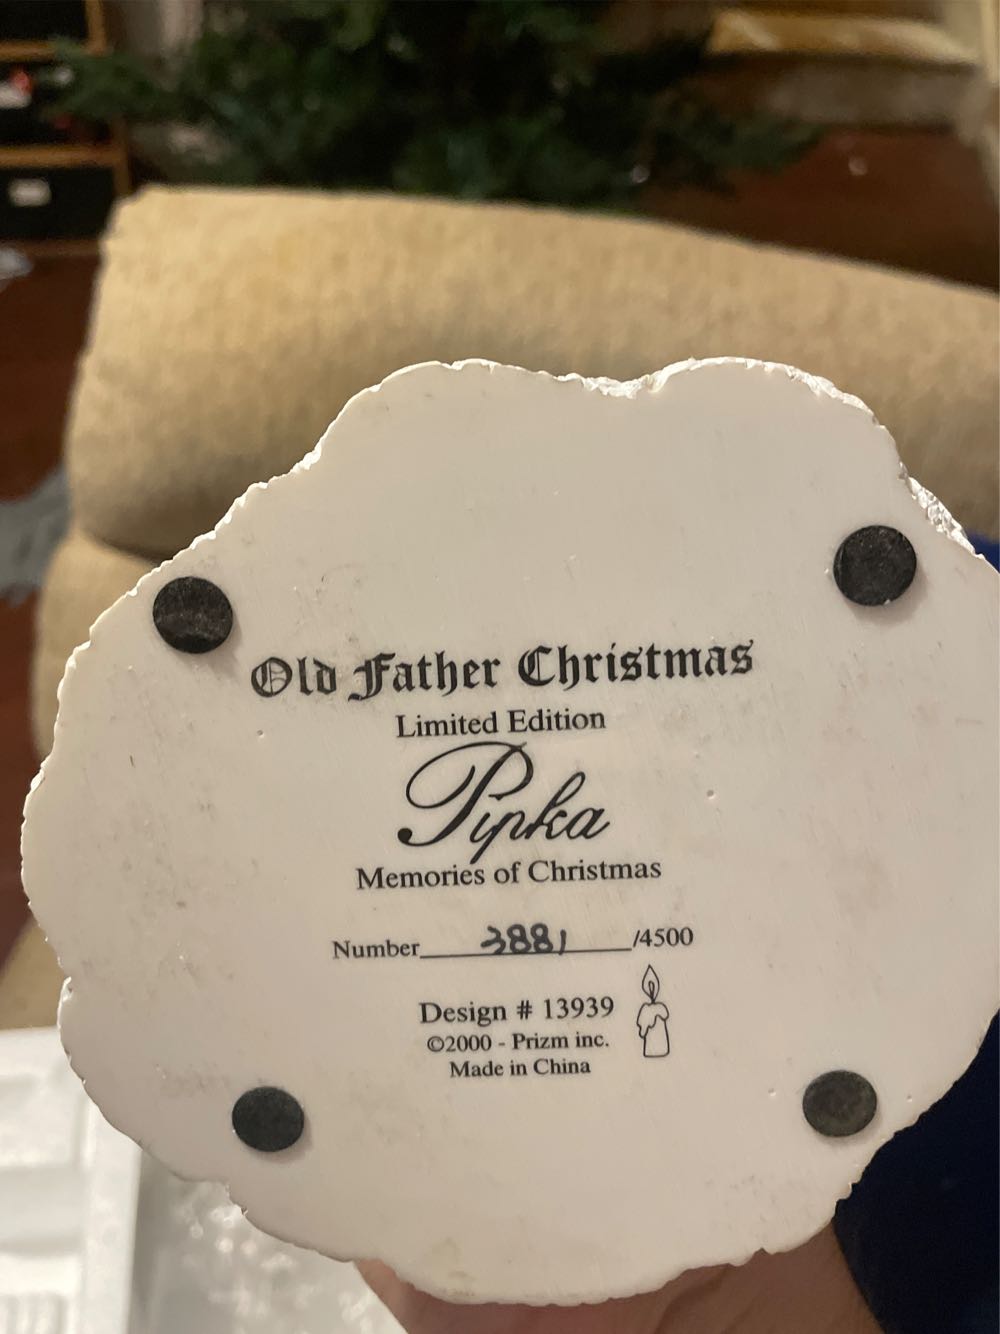 Old Father Christmas
Limited Edition
Pipka
Memories of Christmas
Number 3881 /4500
Design # 13939
©2000 - Prizm inc.
Made in China